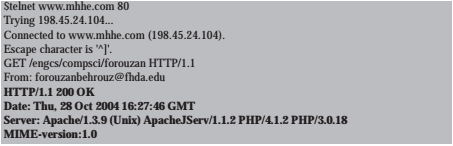 $telnet www.mhhe.com 80
Trying 198.45.24.104...
Connected to www.mhhe.com (198.45.24.104).
Escape character is '^]'.
GET /engcs/compsci/forouzan HTTP/1.1
From: forouzanbehrouz@fhda.edu
HTTP/1.1 200 OK
Date: Thu, 28 Oct 2004 16:27:46 GMT
Server: Apache/1.3.9 (Unix) ApacheJServ/1.1.2 PHP/4.1.2 PHP/3.0.18
MIME-version:1.0